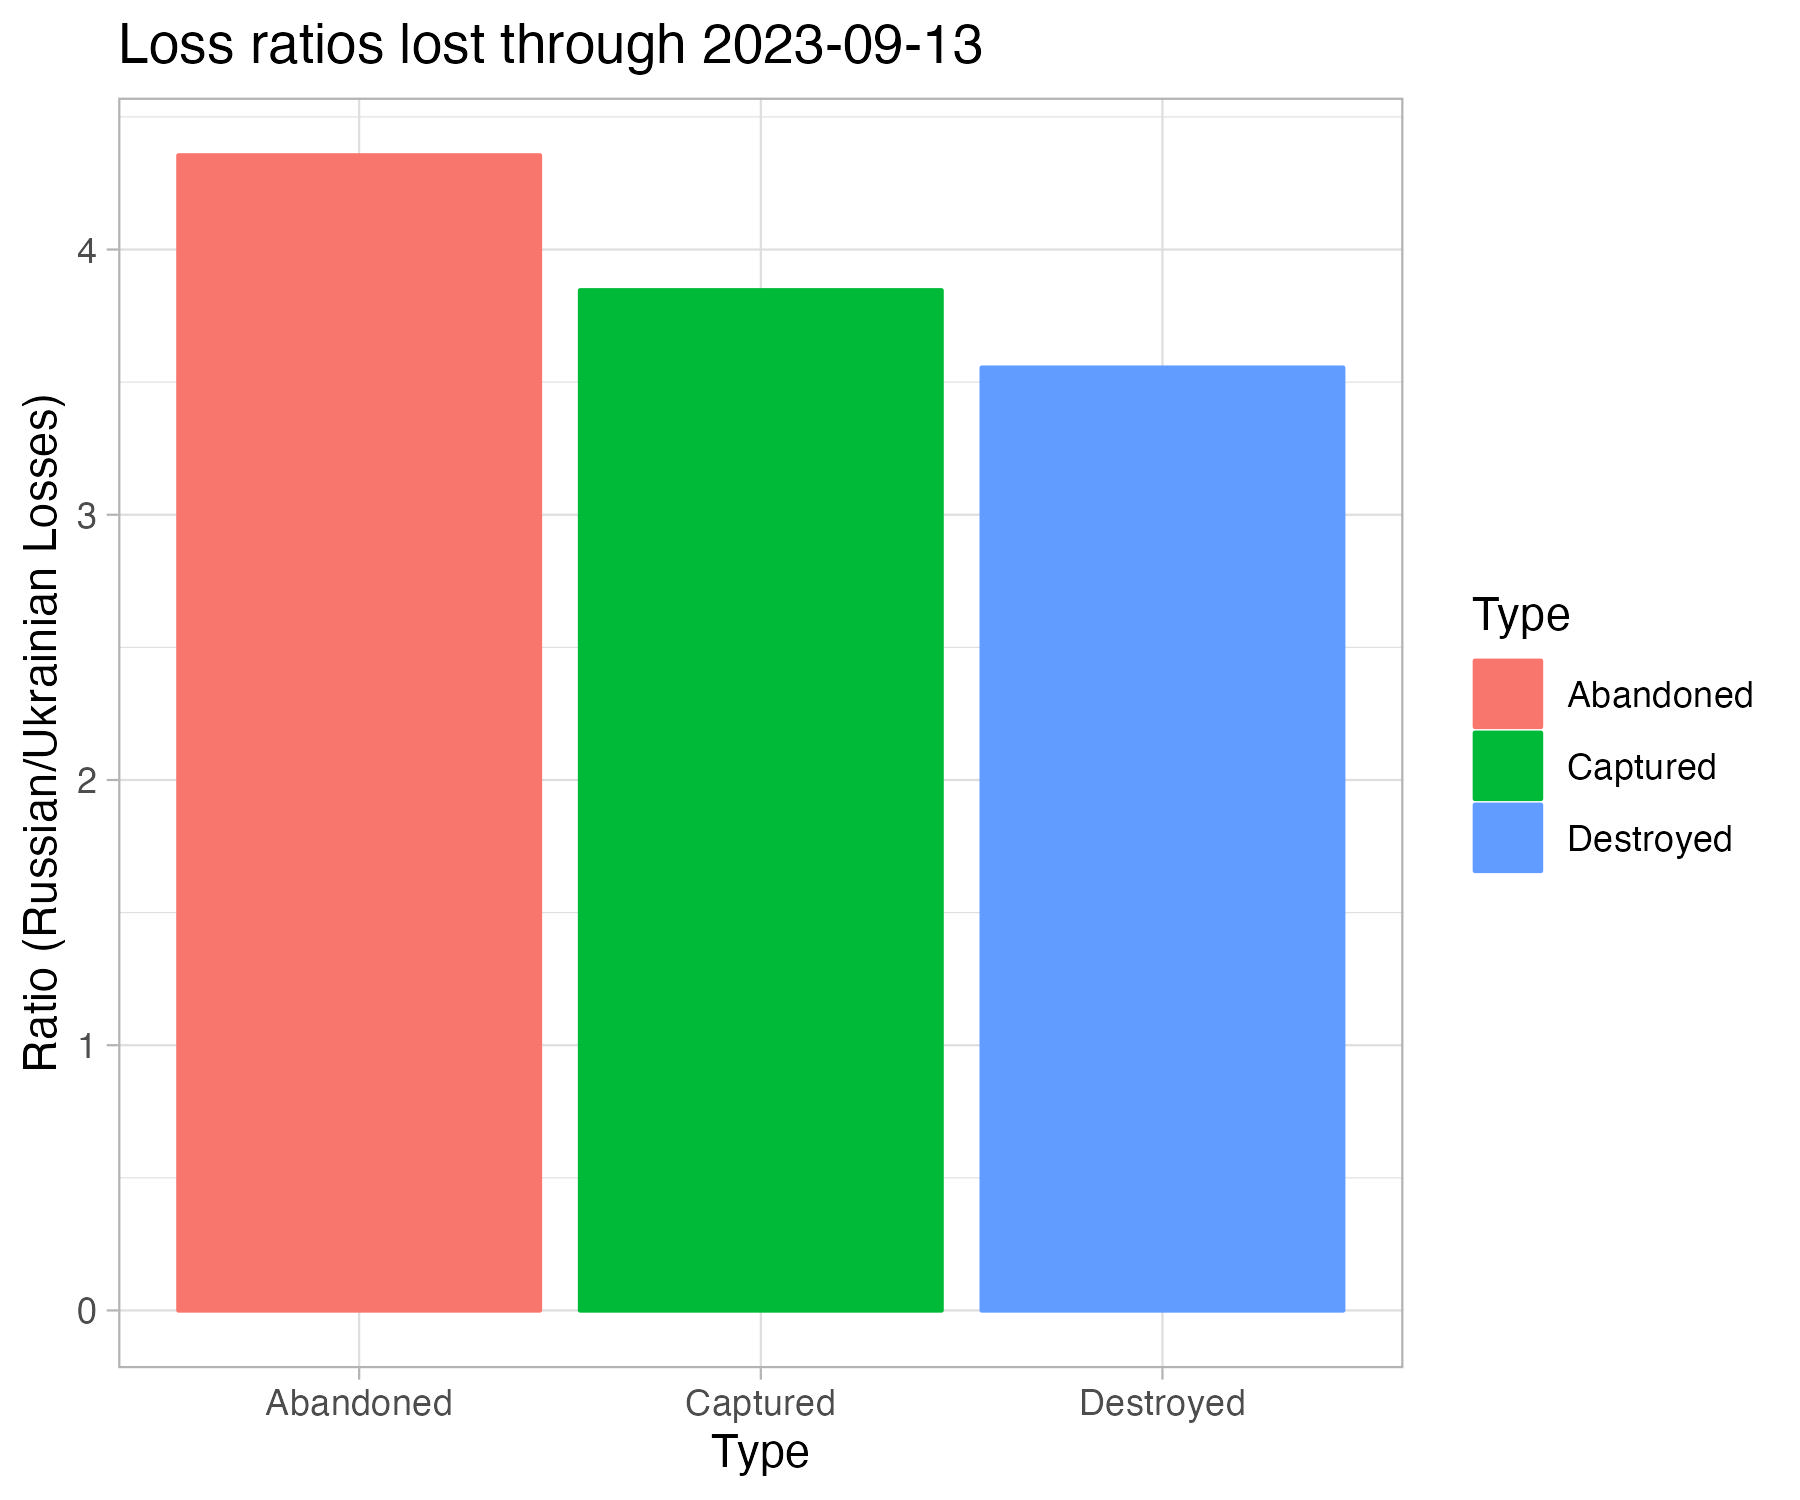 Loss ratios lost through 2023-09-13
Ratio (Russian/Ukrainian Losses)
4
3
2
1
0
Abandoned
Captured
Destroyed
Type
Type
Abandoned
Captured
Destroyed